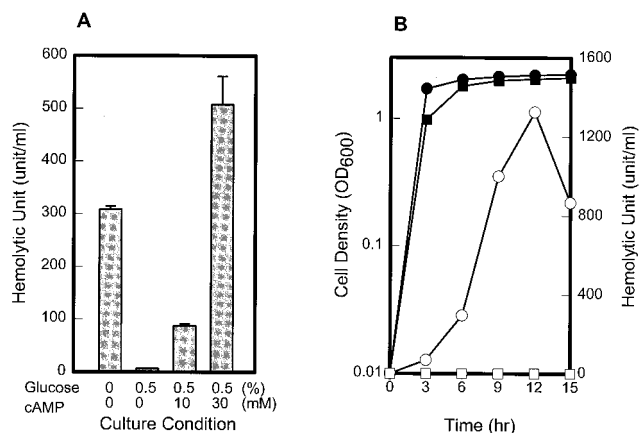 A
B
600
500
400
300
200
100
0
Hemolytic Unit (unit/ml)
Glucose 0 0.5 0.5 0.5 (%)
cAMP 0 0 10 30 (mM)
Culture Condition
1
0.1
0.01
Cell Density (OD600)
1600
1200
800
400
0
Hemolytic Unit (unit/ml)
0 3 6 9 12 15
Time (hr)